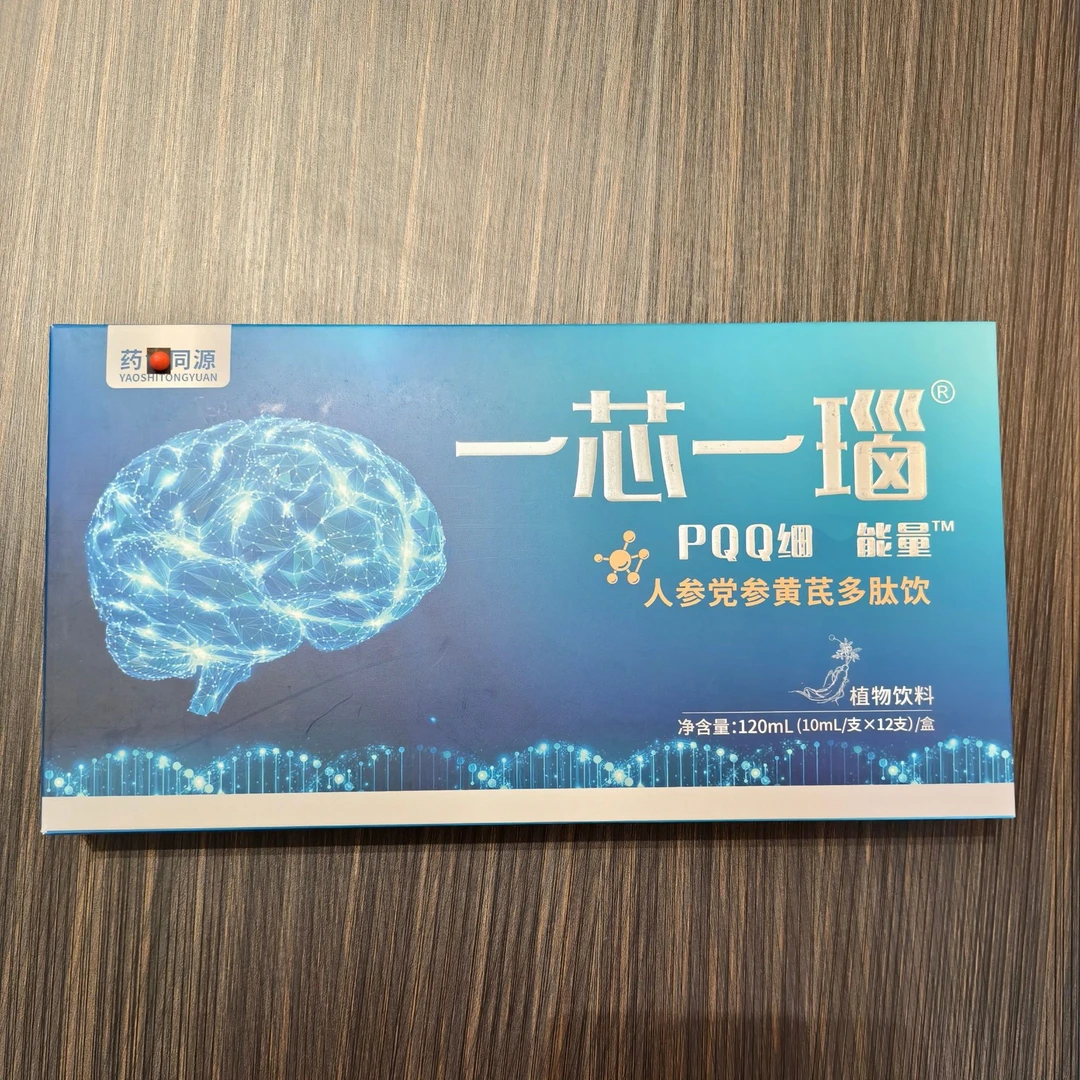 药 同源
YAOSHITONGYUAN
一芯一瑙®
PQQ细 能量™
人参党参黄芪多肽饮
植物饮料
净含量:120mL (10mL/支×12支)/盒